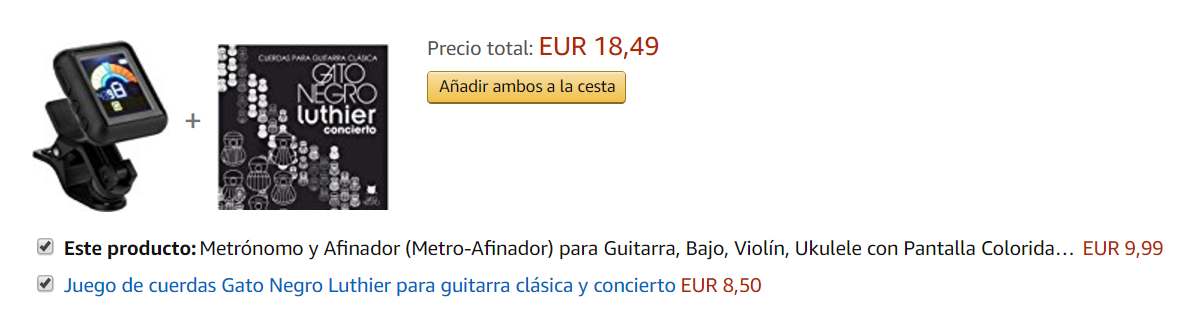 Precio total: EUR 18,49
Añadir ambos a la cesta
+
CUERDAS PARA GUITARRA CLÁSICA
GATO
NEGRO
luthier
concierto
Este producto: Metrónomo y Afinador (Metro-Afinador) para Guitarra, Bajo, Violín, Ukulele con Pantalla Colorida… EUR 9,99
Juego de cuerdas Gato Negro Luthier para guitarra clásica y concierto EUR 8,50